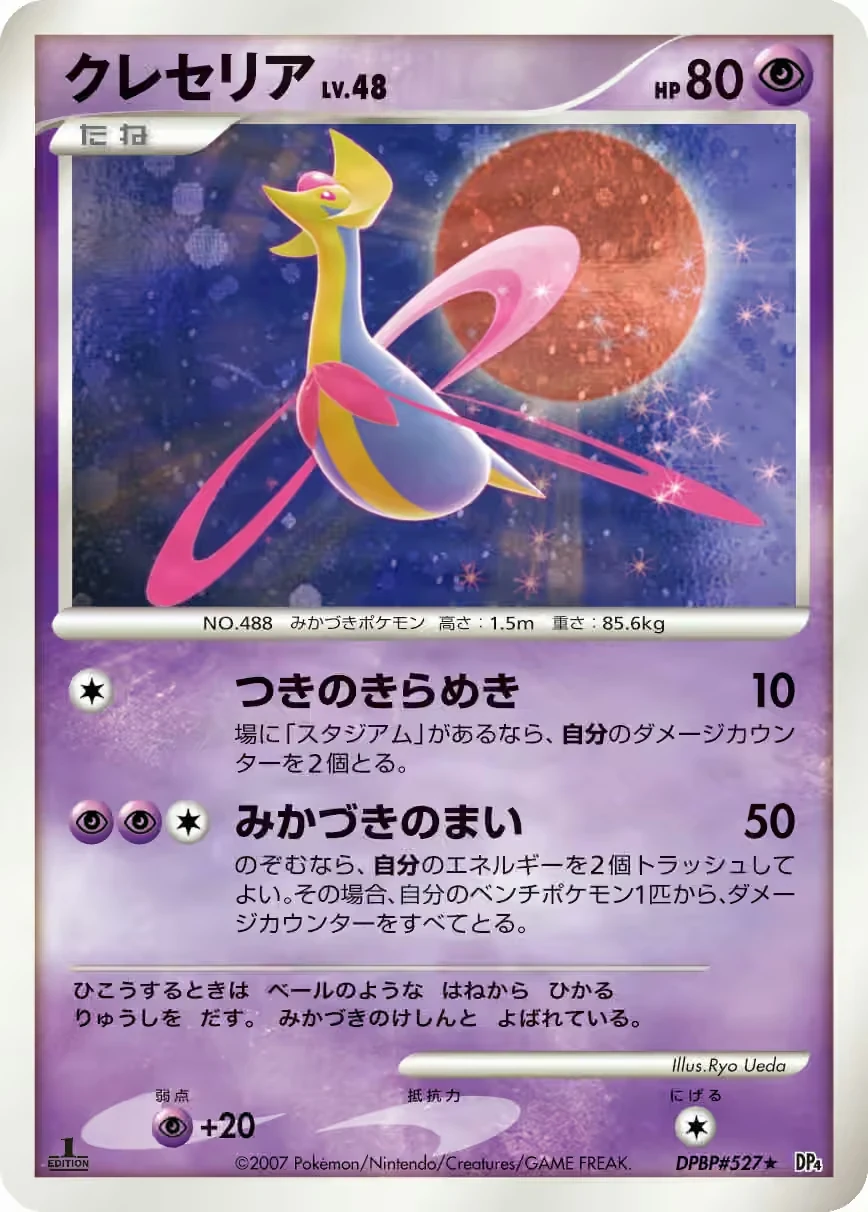 クレセリア LV.48 HP 80
たね
NO.488 みかづきポケモン 高さ：1.5m 重さ：85.6kg
つきのきらめき 10
場に「スタジアム」があるなら、自分のダメージカウン
ターを2個とる。
みかづきのまい 50
のぞむなら、自分のエネルギーを2個トラッシュして
よい。その場合、自分のベンチポケモン1匹から、ダメー
ジカウンターをすべてとる。
ひこうするときは ベールのような はねから ひかる
りゅうしを だす。 みかづきのけしんと よばれている。
Illus.Ryo Ueda
弱点 抵抗力 にげる
+20
1 EDITION
©2007 Pokémon/Nintendo/Creatures/GAME FREAK. DPBP#527★ DP4